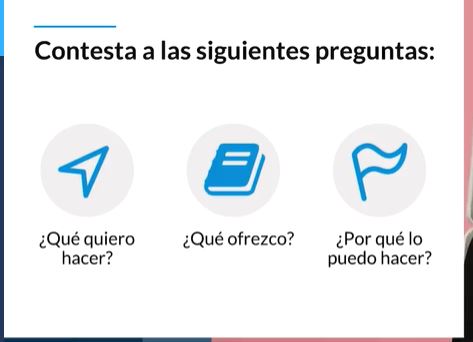 Contesta a las siguientes preguntas:
¿Qué quiero
hacer?
¿Qué ofrezco?
¿Por qué lo
puedo hacer?